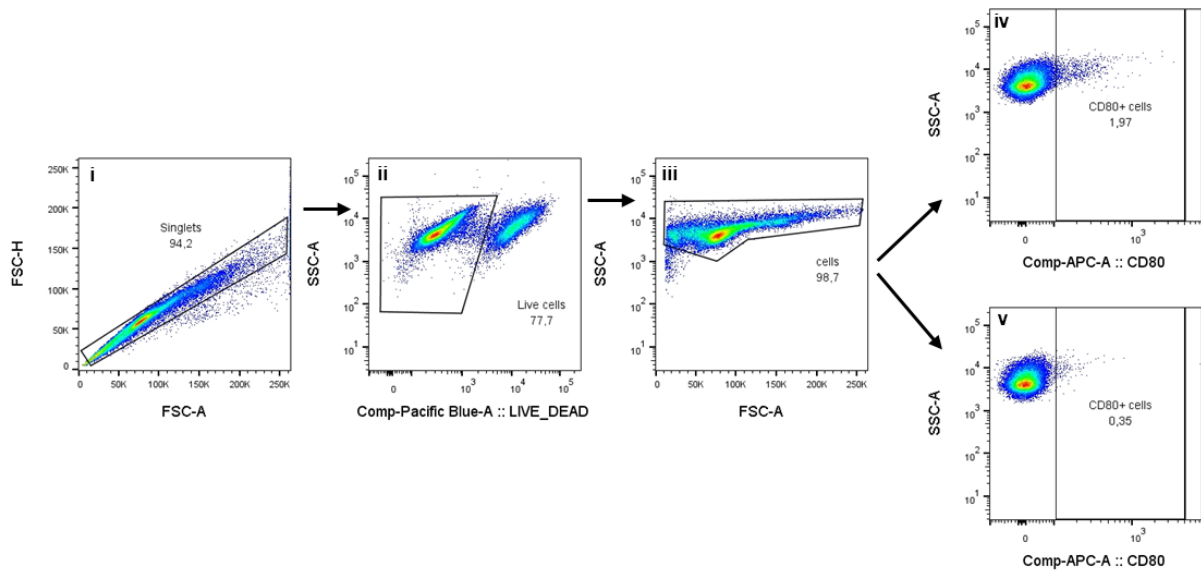 i
Singlets
94,2
FSC-H
250K
200K
150K
100K
50K
0
0 50K 100K 150K 200K 250K
FSC-A
ii
Live cells
77,7
SSC-A
10^5
10^4
10^3
10^2
10^1
0 10^3 10^4 10^5
Comp-Pacific Blue-A :: LIVE_DEAD
iii
cells
98,7
SSC-A
10^5
10^4
10^3
10^2
10^1
0 50K 100K 150K 200K 250K
FSC-A
iv
CD80+ cells
1,97
SSC-A
10^5
10^4
10^3
10^2
10^1
0 10^3
Comp-APC-A :: CD80
v
CD80+ cells
0,35
SSC-A
10^5
10^4
10^3
10^2
10^1
0 10^3
Comp-APC-A :: CD80